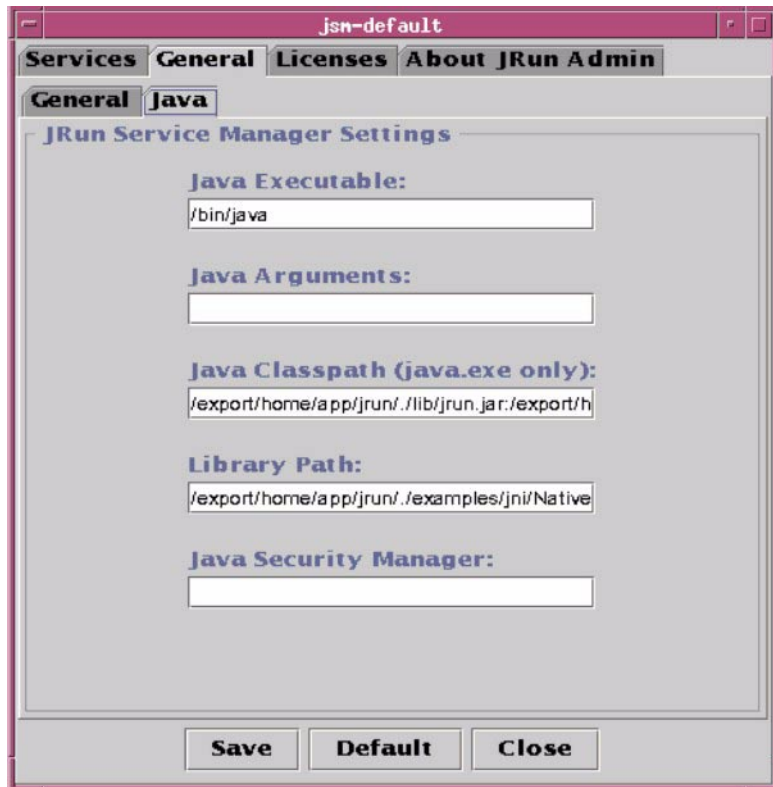 jsm-default
Services General Licenses About JRun Admin
General Java
JRun Service Manager Settings
Java Executable:
/bin/java
Java Arguments:
Java Classpath (java.exe only):
/export/home/app/jrun/./lib/jrun.jar:/export/h
Library Path:
/export/home/app/jrun/./examples/jni/Native
Java Security Manager:
Save Default Close